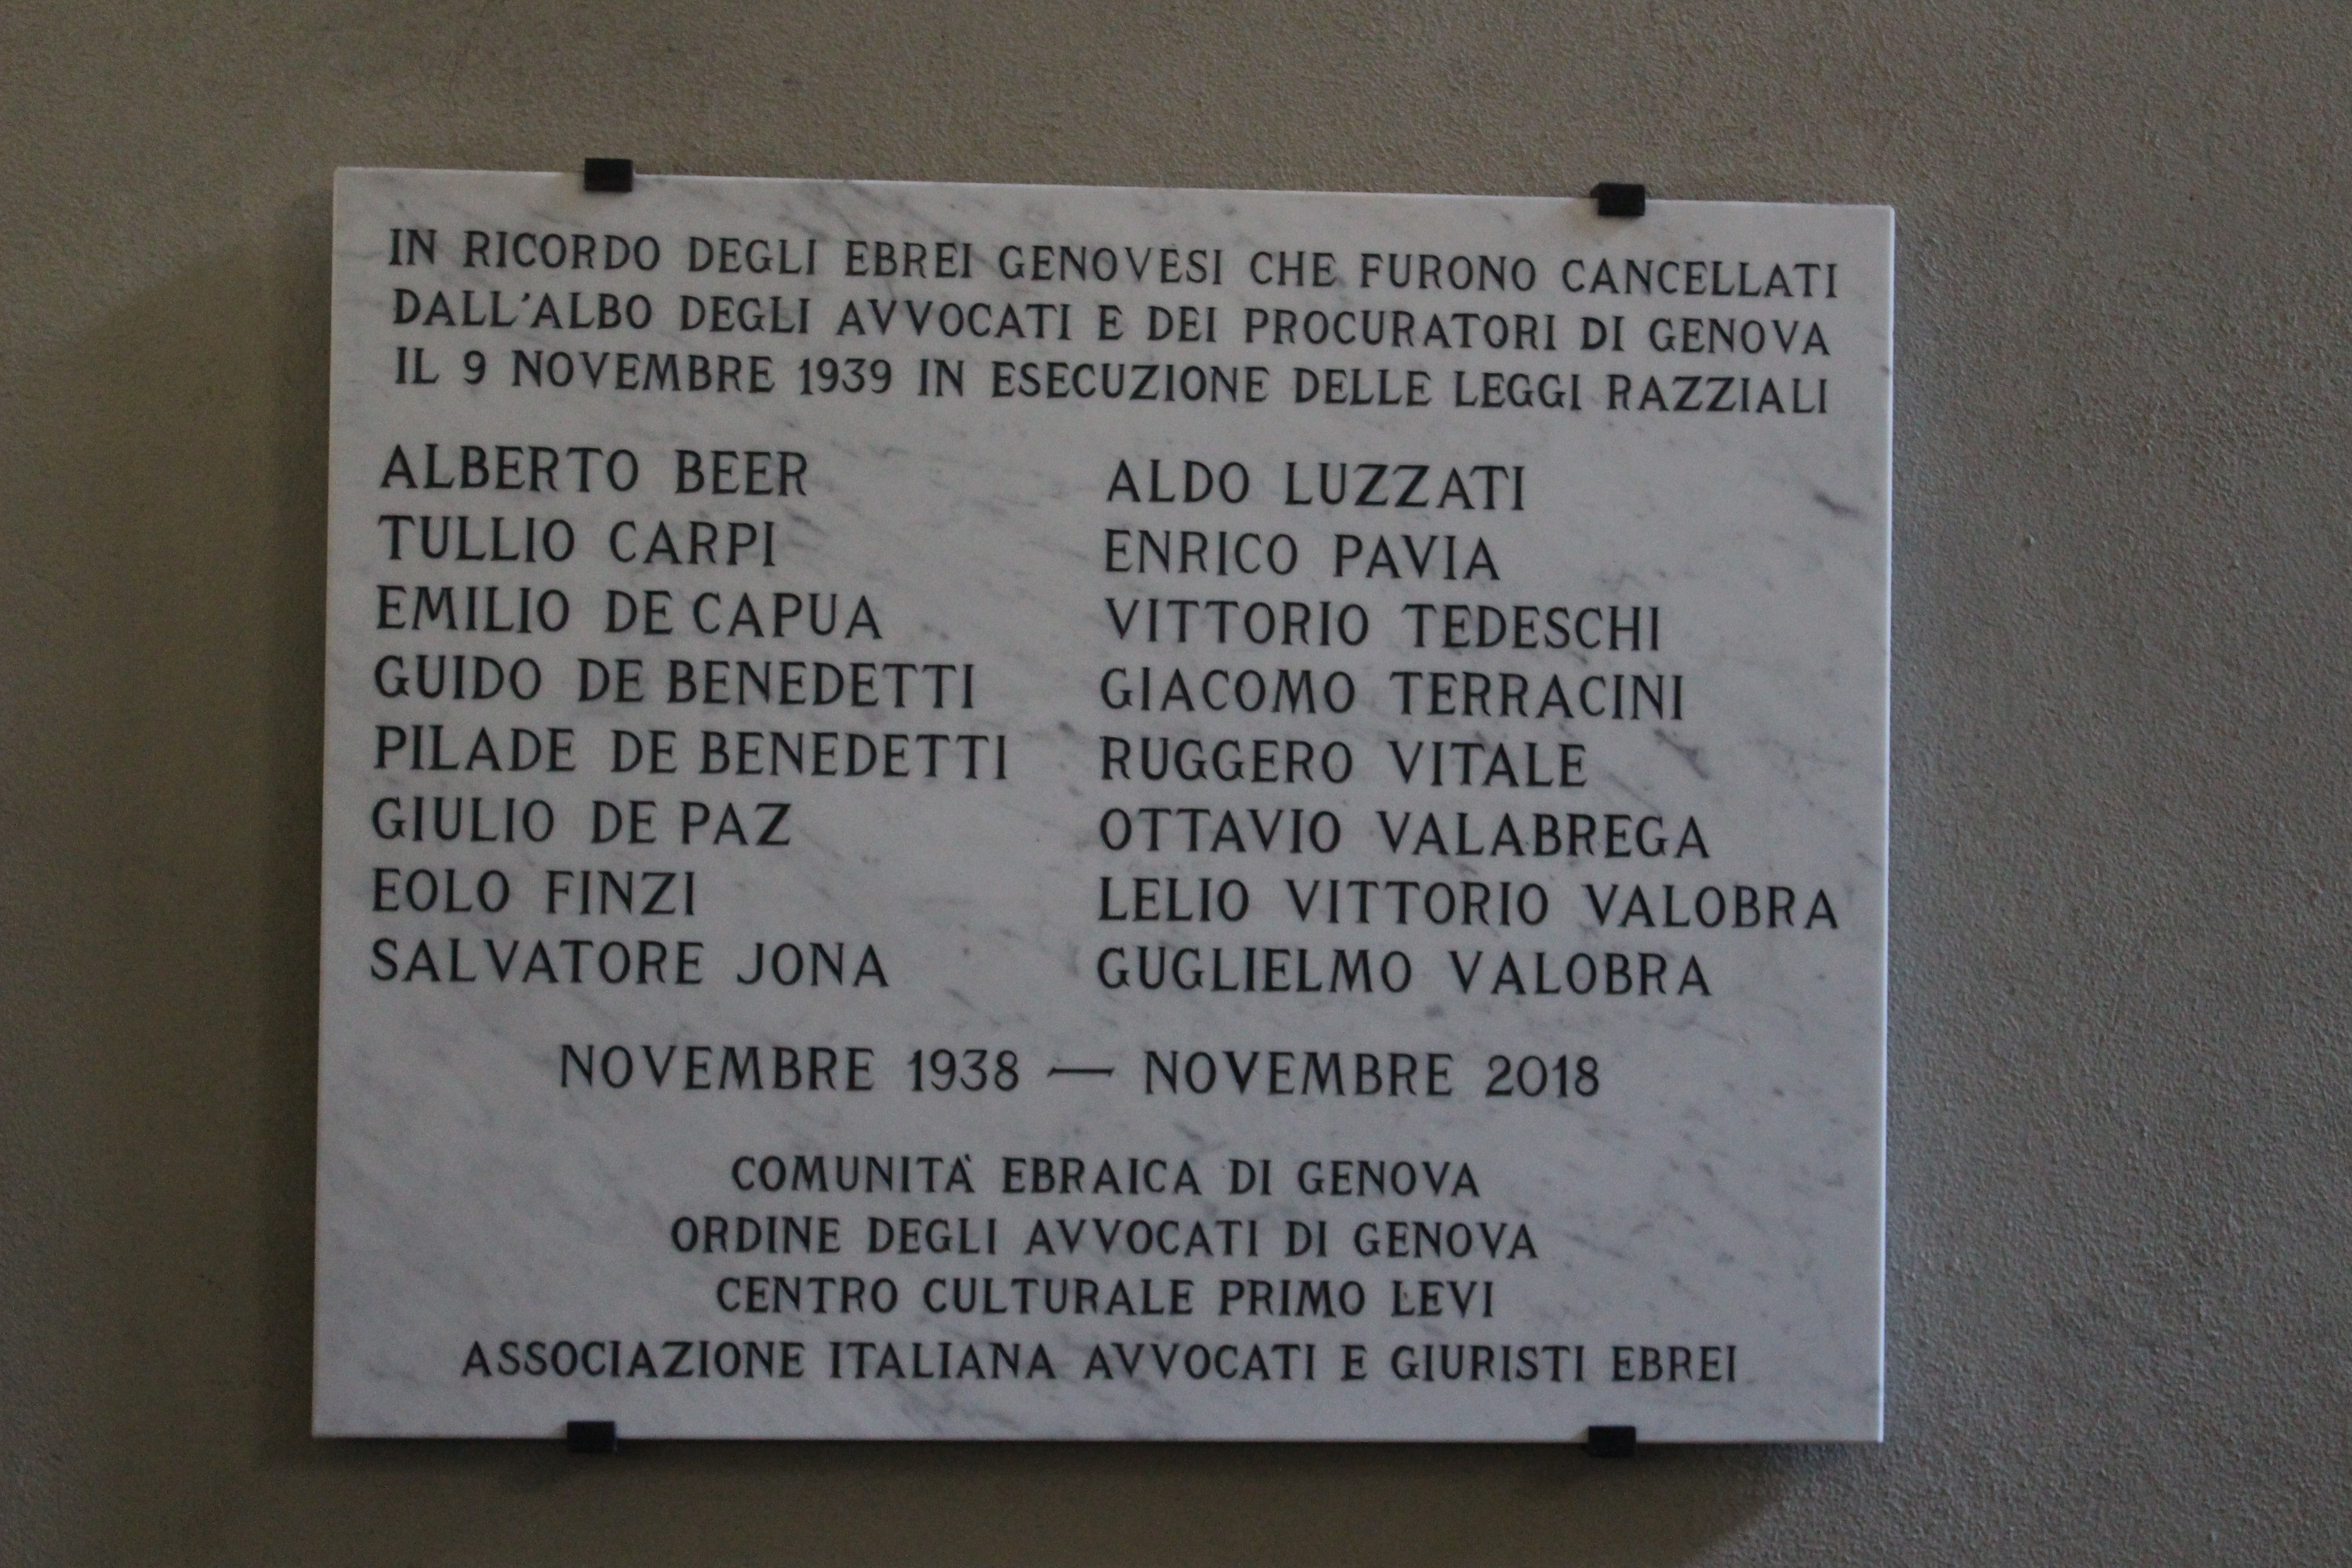 IN RICORDO DEGLI EBREI GENOVESI CHE FURONO CANCELLATI
DALL'ALBO DEGLI AVVOCATI E DEI PROCURATORI DI GENOVA
IL 9 NOVEMBRE 1939 IN ESECUZIONE DELLE LEGGI RAZZIALI
ALBERTO BEER
TULLIO CARPI
EMILIO DE CAPUA
GUIDO DE BENEDETTI
PILADE DE BENEDETTI
GIULIO DE PAZ
EOLO FINZI
SALVATORE JONA
ALDO LUZZATI
ENRICO PAVIA
VITTORIO TEDESCHI
GIACOMO TERRACINI
RUGGERO VITALE
OTTAVIO VALABREGA
LELIO VITTORIO VALOBRA
GUGLIELMO VALOBRA
NOVEMBRE 1938 — NOVEMBRE 2018
COMUNITÀ EBRAICA DI GENOVA
ORDINE DEGLI AVVOCATI DI GENOVA
CENTRO CULTURALE PRIMO LEVI
ASSOCIAZIONE ITALIANA AVVOCATI E GIURISTI EBREI